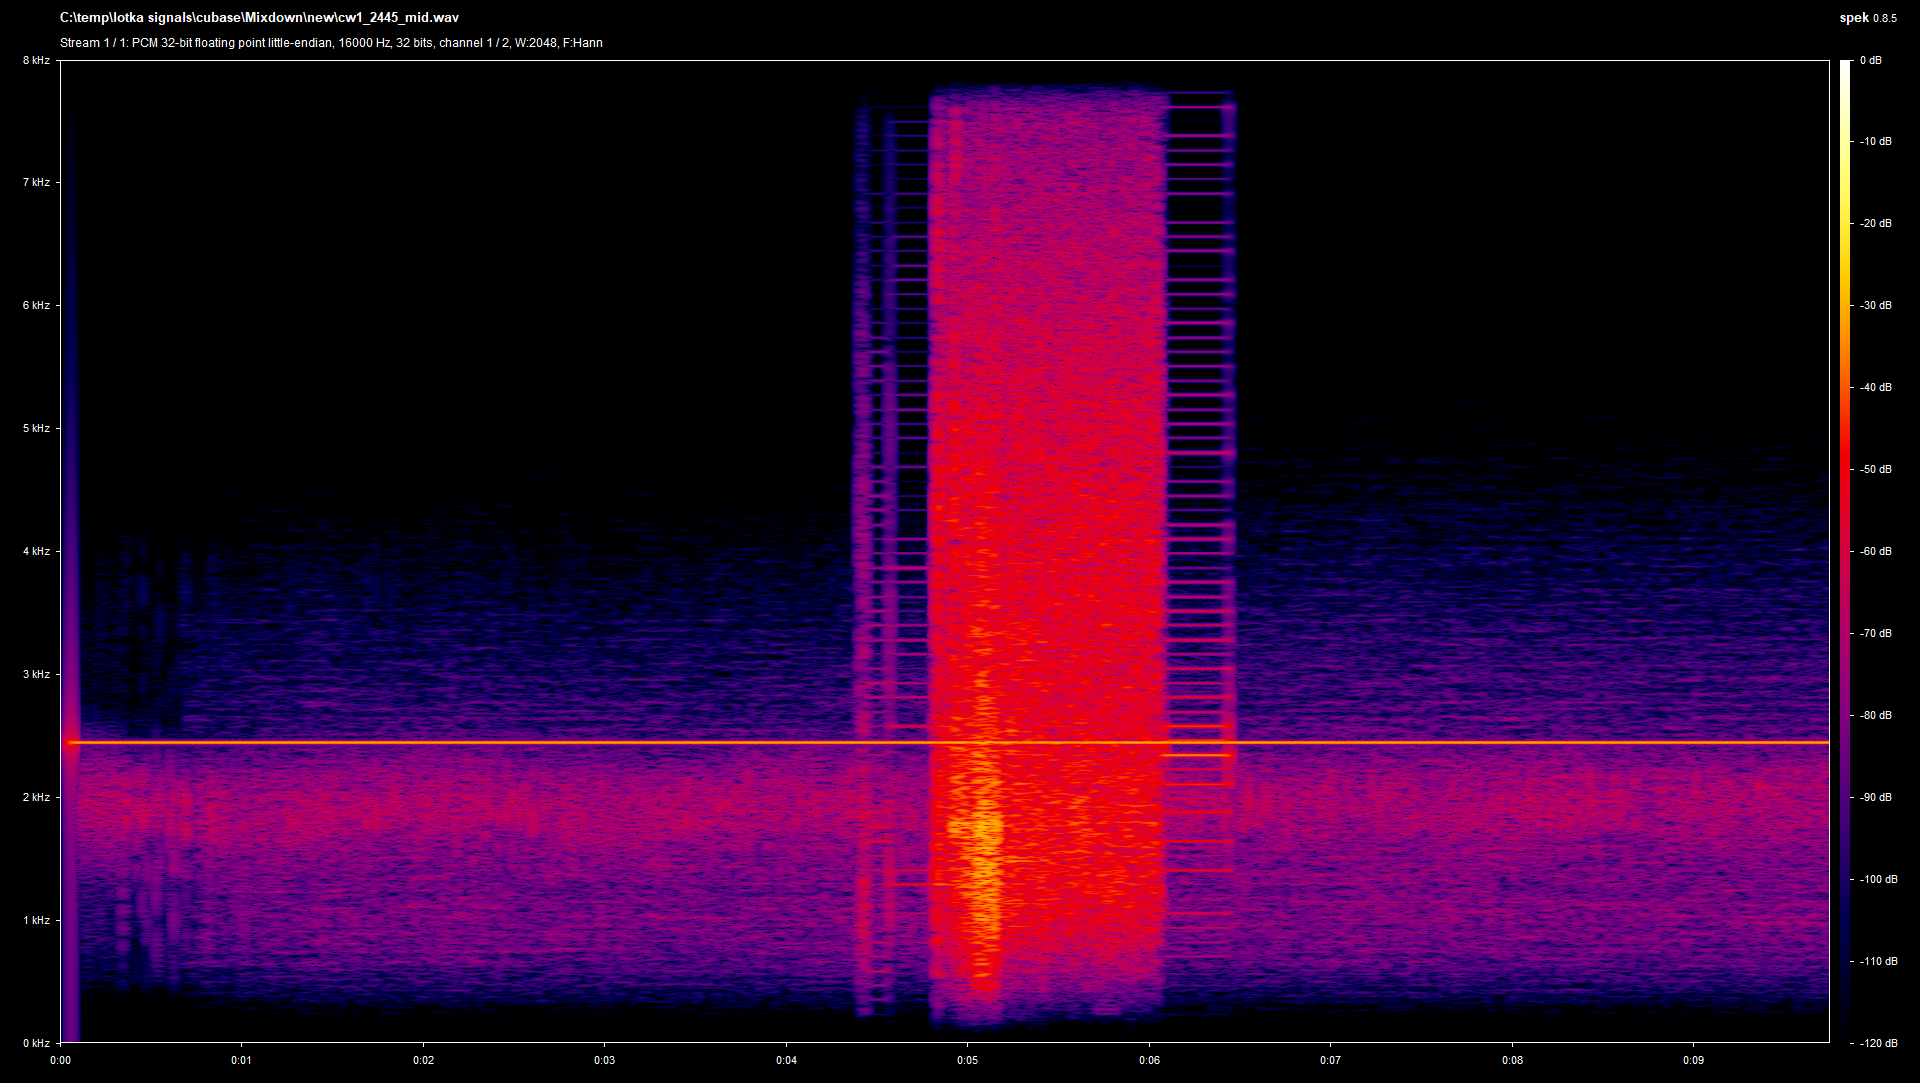 C:\temp\lotka signals\cubase\Mixdown\new\cw1_2445_mid.wav
spek 0.8.5
Stream 1 / 1: PCM 32-bit floating point little-endian, 16000 Hz, 32 bits, channel 1 / 2, W:2048, F:Hann
8 kHz
7 kHz
6 kHz
5 kHz
4 kHz
3 kHz
2 kHz
1 kHz
0 kHz
0:00
0:01
0:02
0:03
0:04
0:05
0:06
0:07
0:08
0:09
0 dB
-10 dB
-20 dB
-30 dB
-40 dB
-50 dB
-60 dB
-70 dB
-80 dB
-90 dB
-100 dB
-110 dB
-120 dB